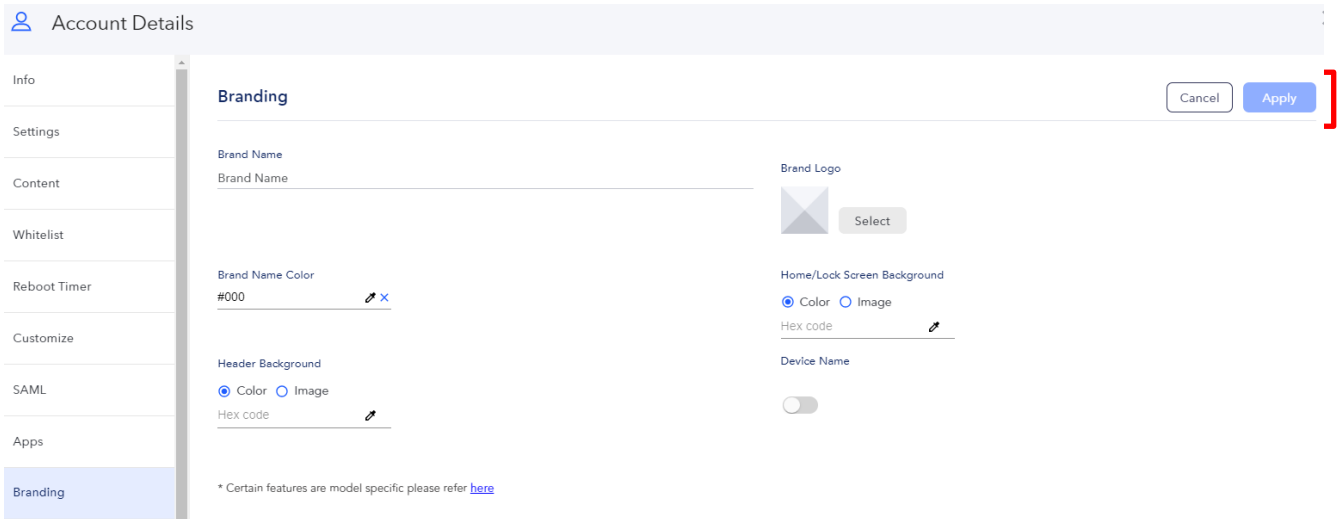 Account Details
Info
Settings
Content
Whitelist
Reboot Timer
Customize
SAML
Apps
Branding
Branding
Cancel
Apply
Brand Name
Brand Name
Brand Logo
Select
Brand Name Color
#000
Home/Lock Screen Background
Color
Image
Hex code
Header Background
Color
Image
Hex code
Device Name
* Certain features are model specific please refer here